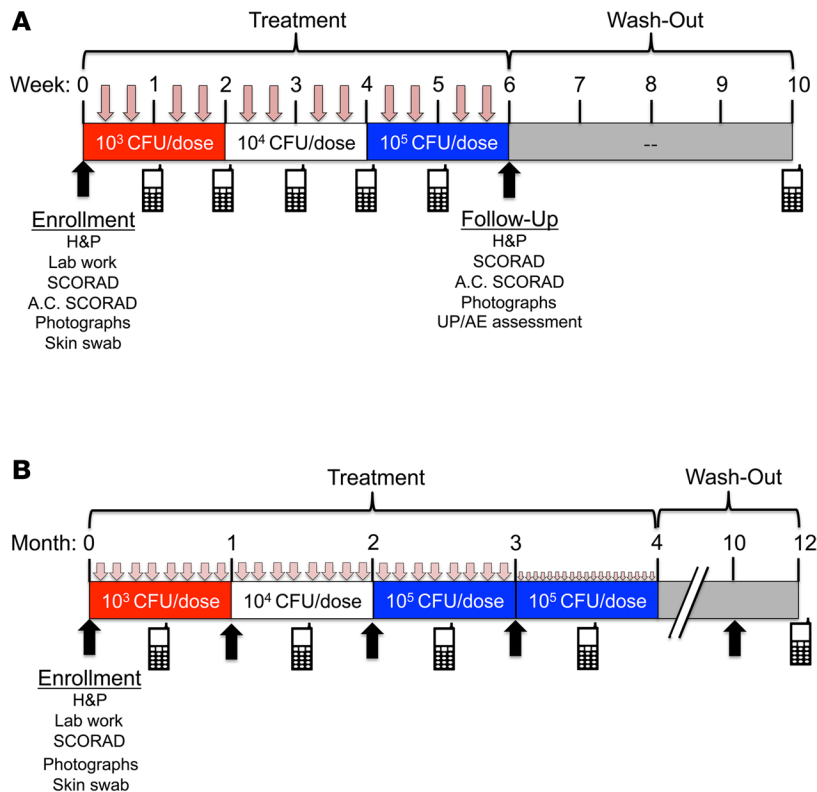 A
Treatment
Wash-Out
Week: 0 1 2 3 4 5 6 7 8 9 10
10³ CFU/dose
10⁴ CFU/dose
10⁵ CFU/dose
--
Enrollment
H&P
Lab work
SCORAD
A.C. SCORAD
Photographs
Skin swab
Follow-Up
H&P
SCORAD
A.C. SCORAD
Photographs
UP/AE assessment
B
Treatment
Wash-Out
Month: 0 1 2 3 4 10 12
10³ CFU/dose
10⁴ CFU/dose
10⁵ CFU/dose
10⁵ CFU/dose
Enrollment
H&P
Lab work
SCORAD
Photographs
Skin swab